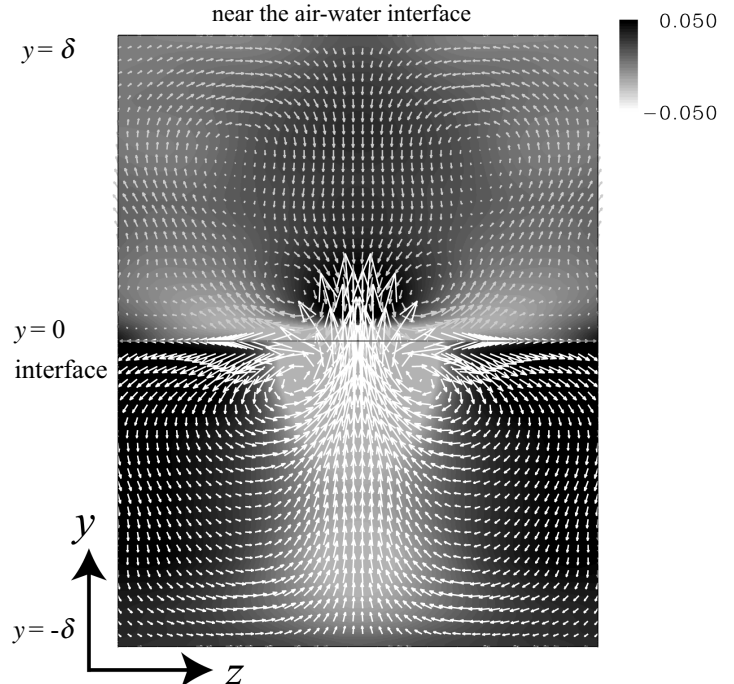 near the air-water interface
y= δ
0.050
−0.050
y= 0
interface
y
y= -δ
z